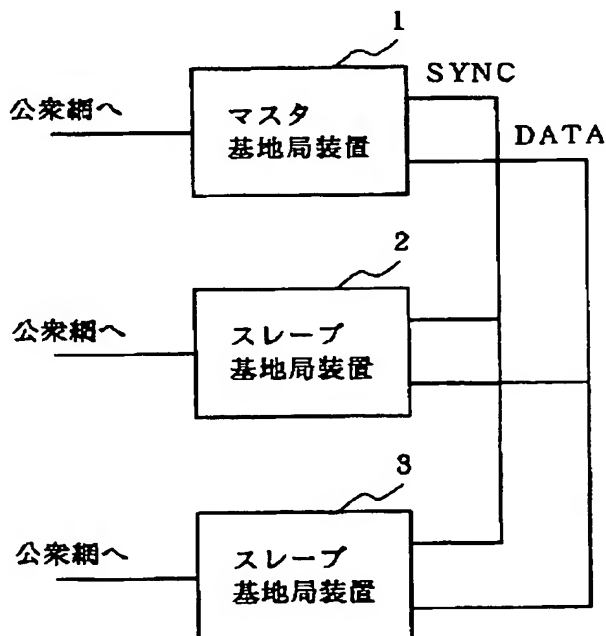 1
SYNC
公衆網へ
マスタ
基地局装置
DATA
2
公衆網へ
スレーブ
基地局装置
3
公衆網へ
スレーブ
基地局装置